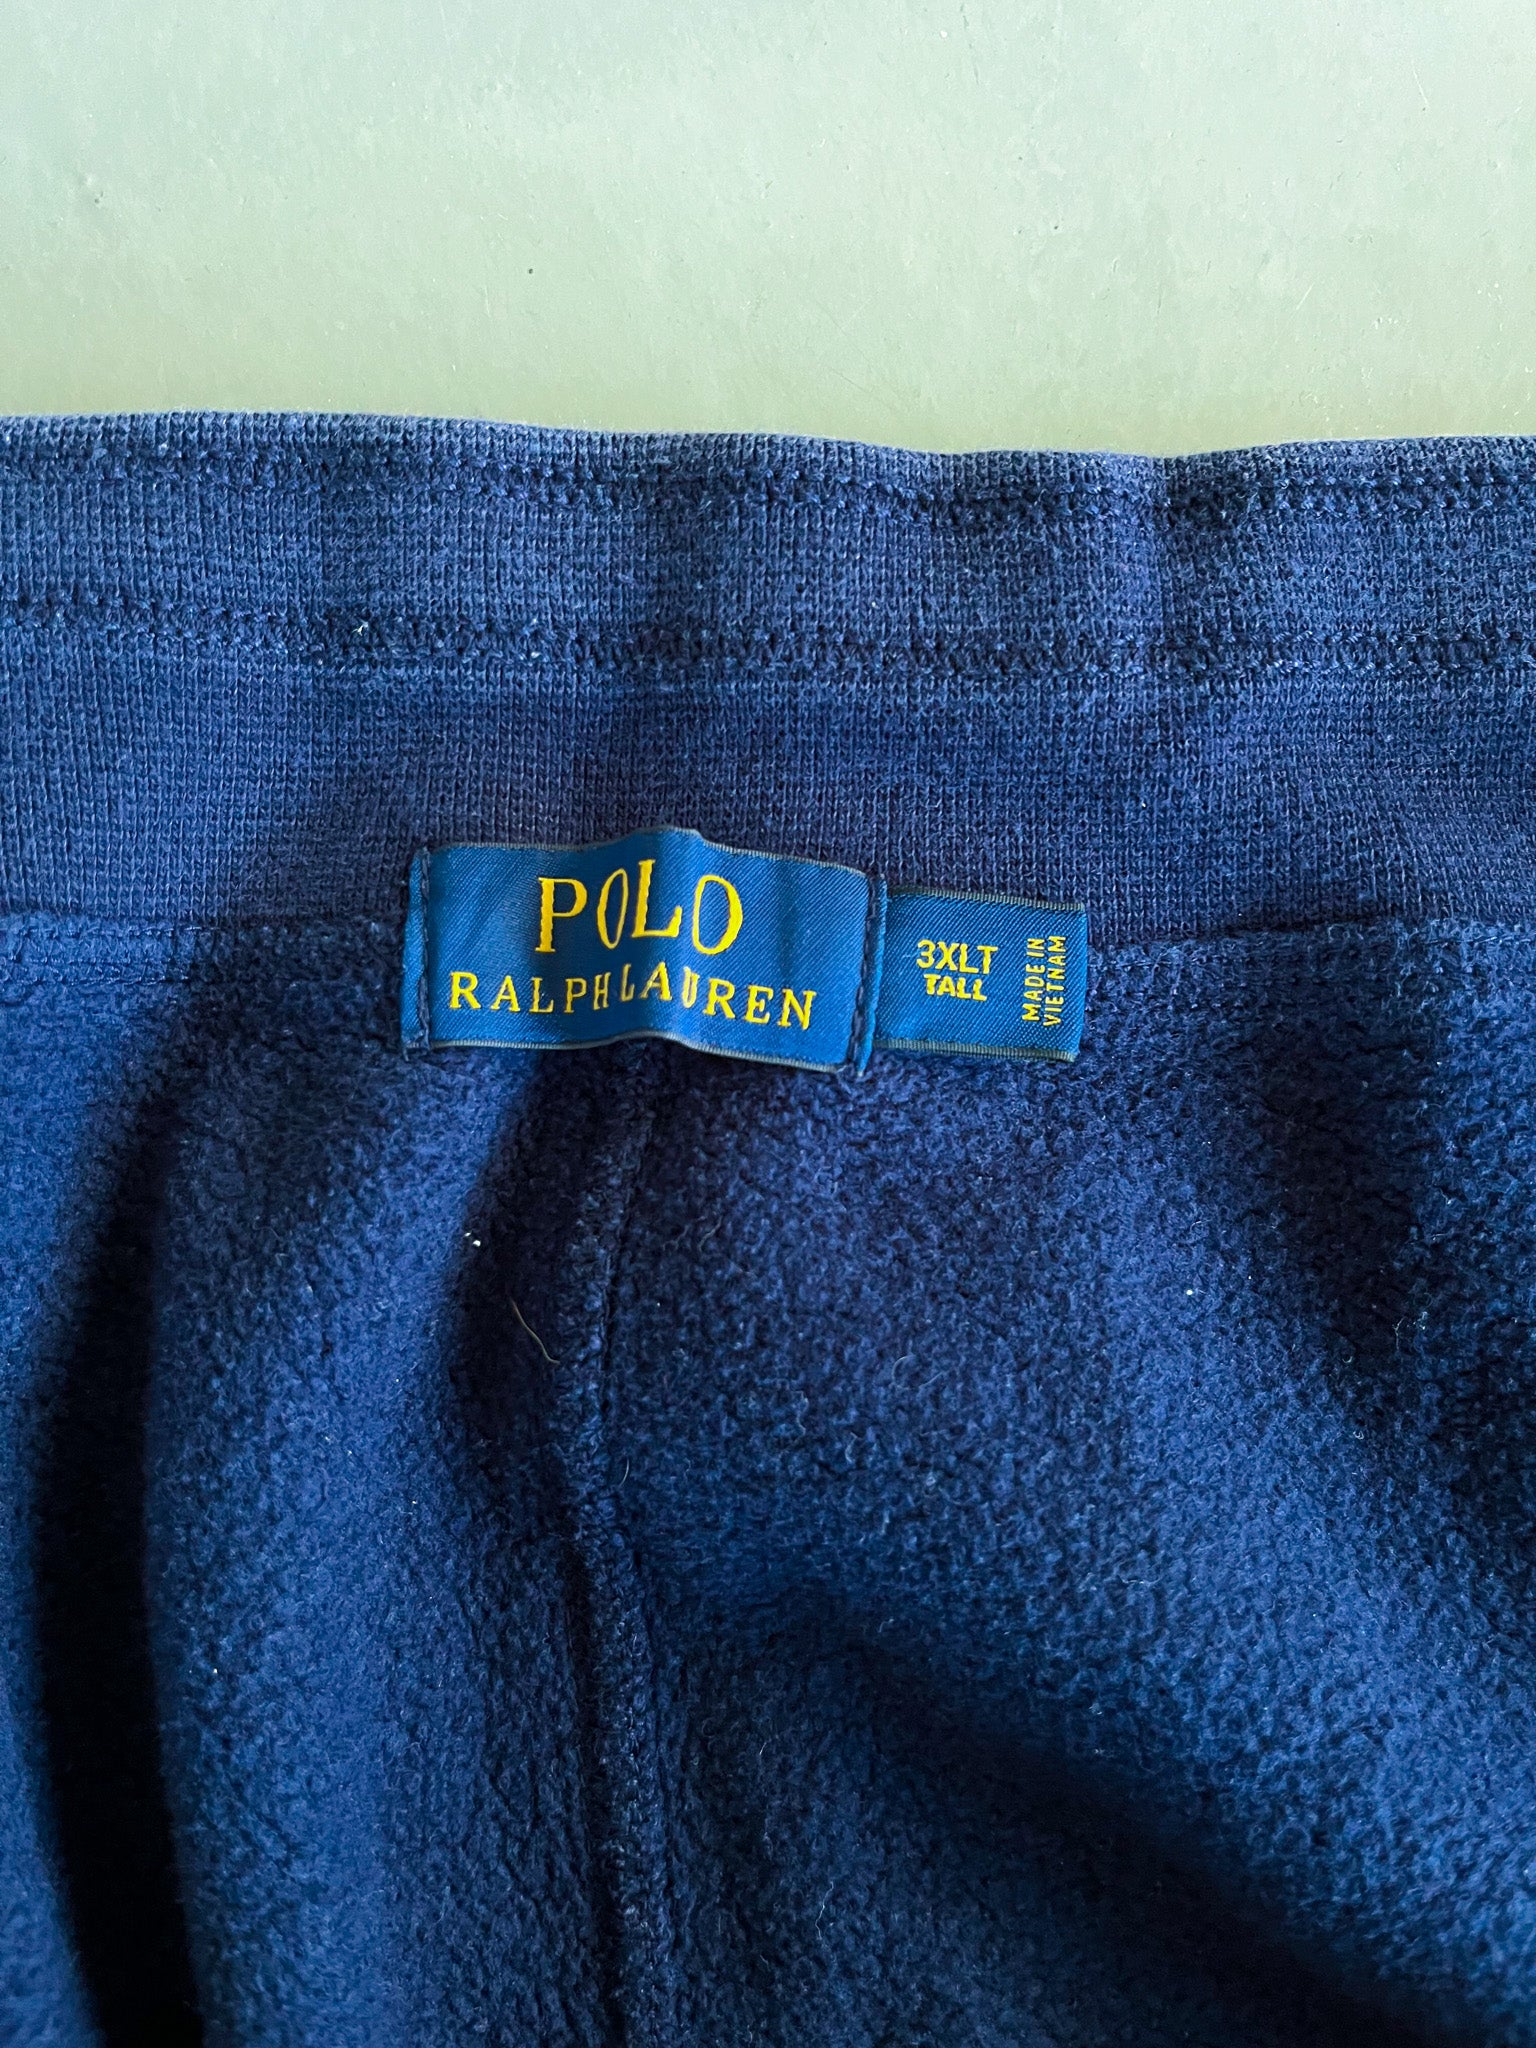 POLO
RALPH LAUREN
3XLT
TALL
MADE IN
VIETNAM